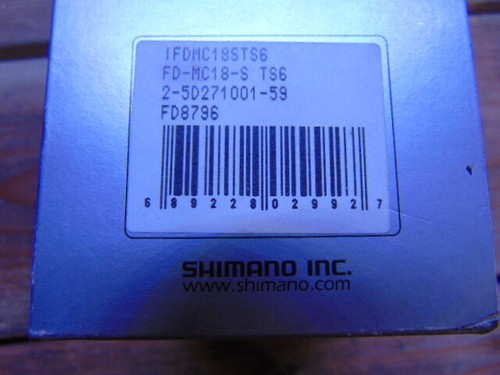 IFDMC18STS6
FD-MC18-S TS6
2-5D271001-59
FD8796
6 89228 02992 7
SHIMANO INC.
www.shimano.com